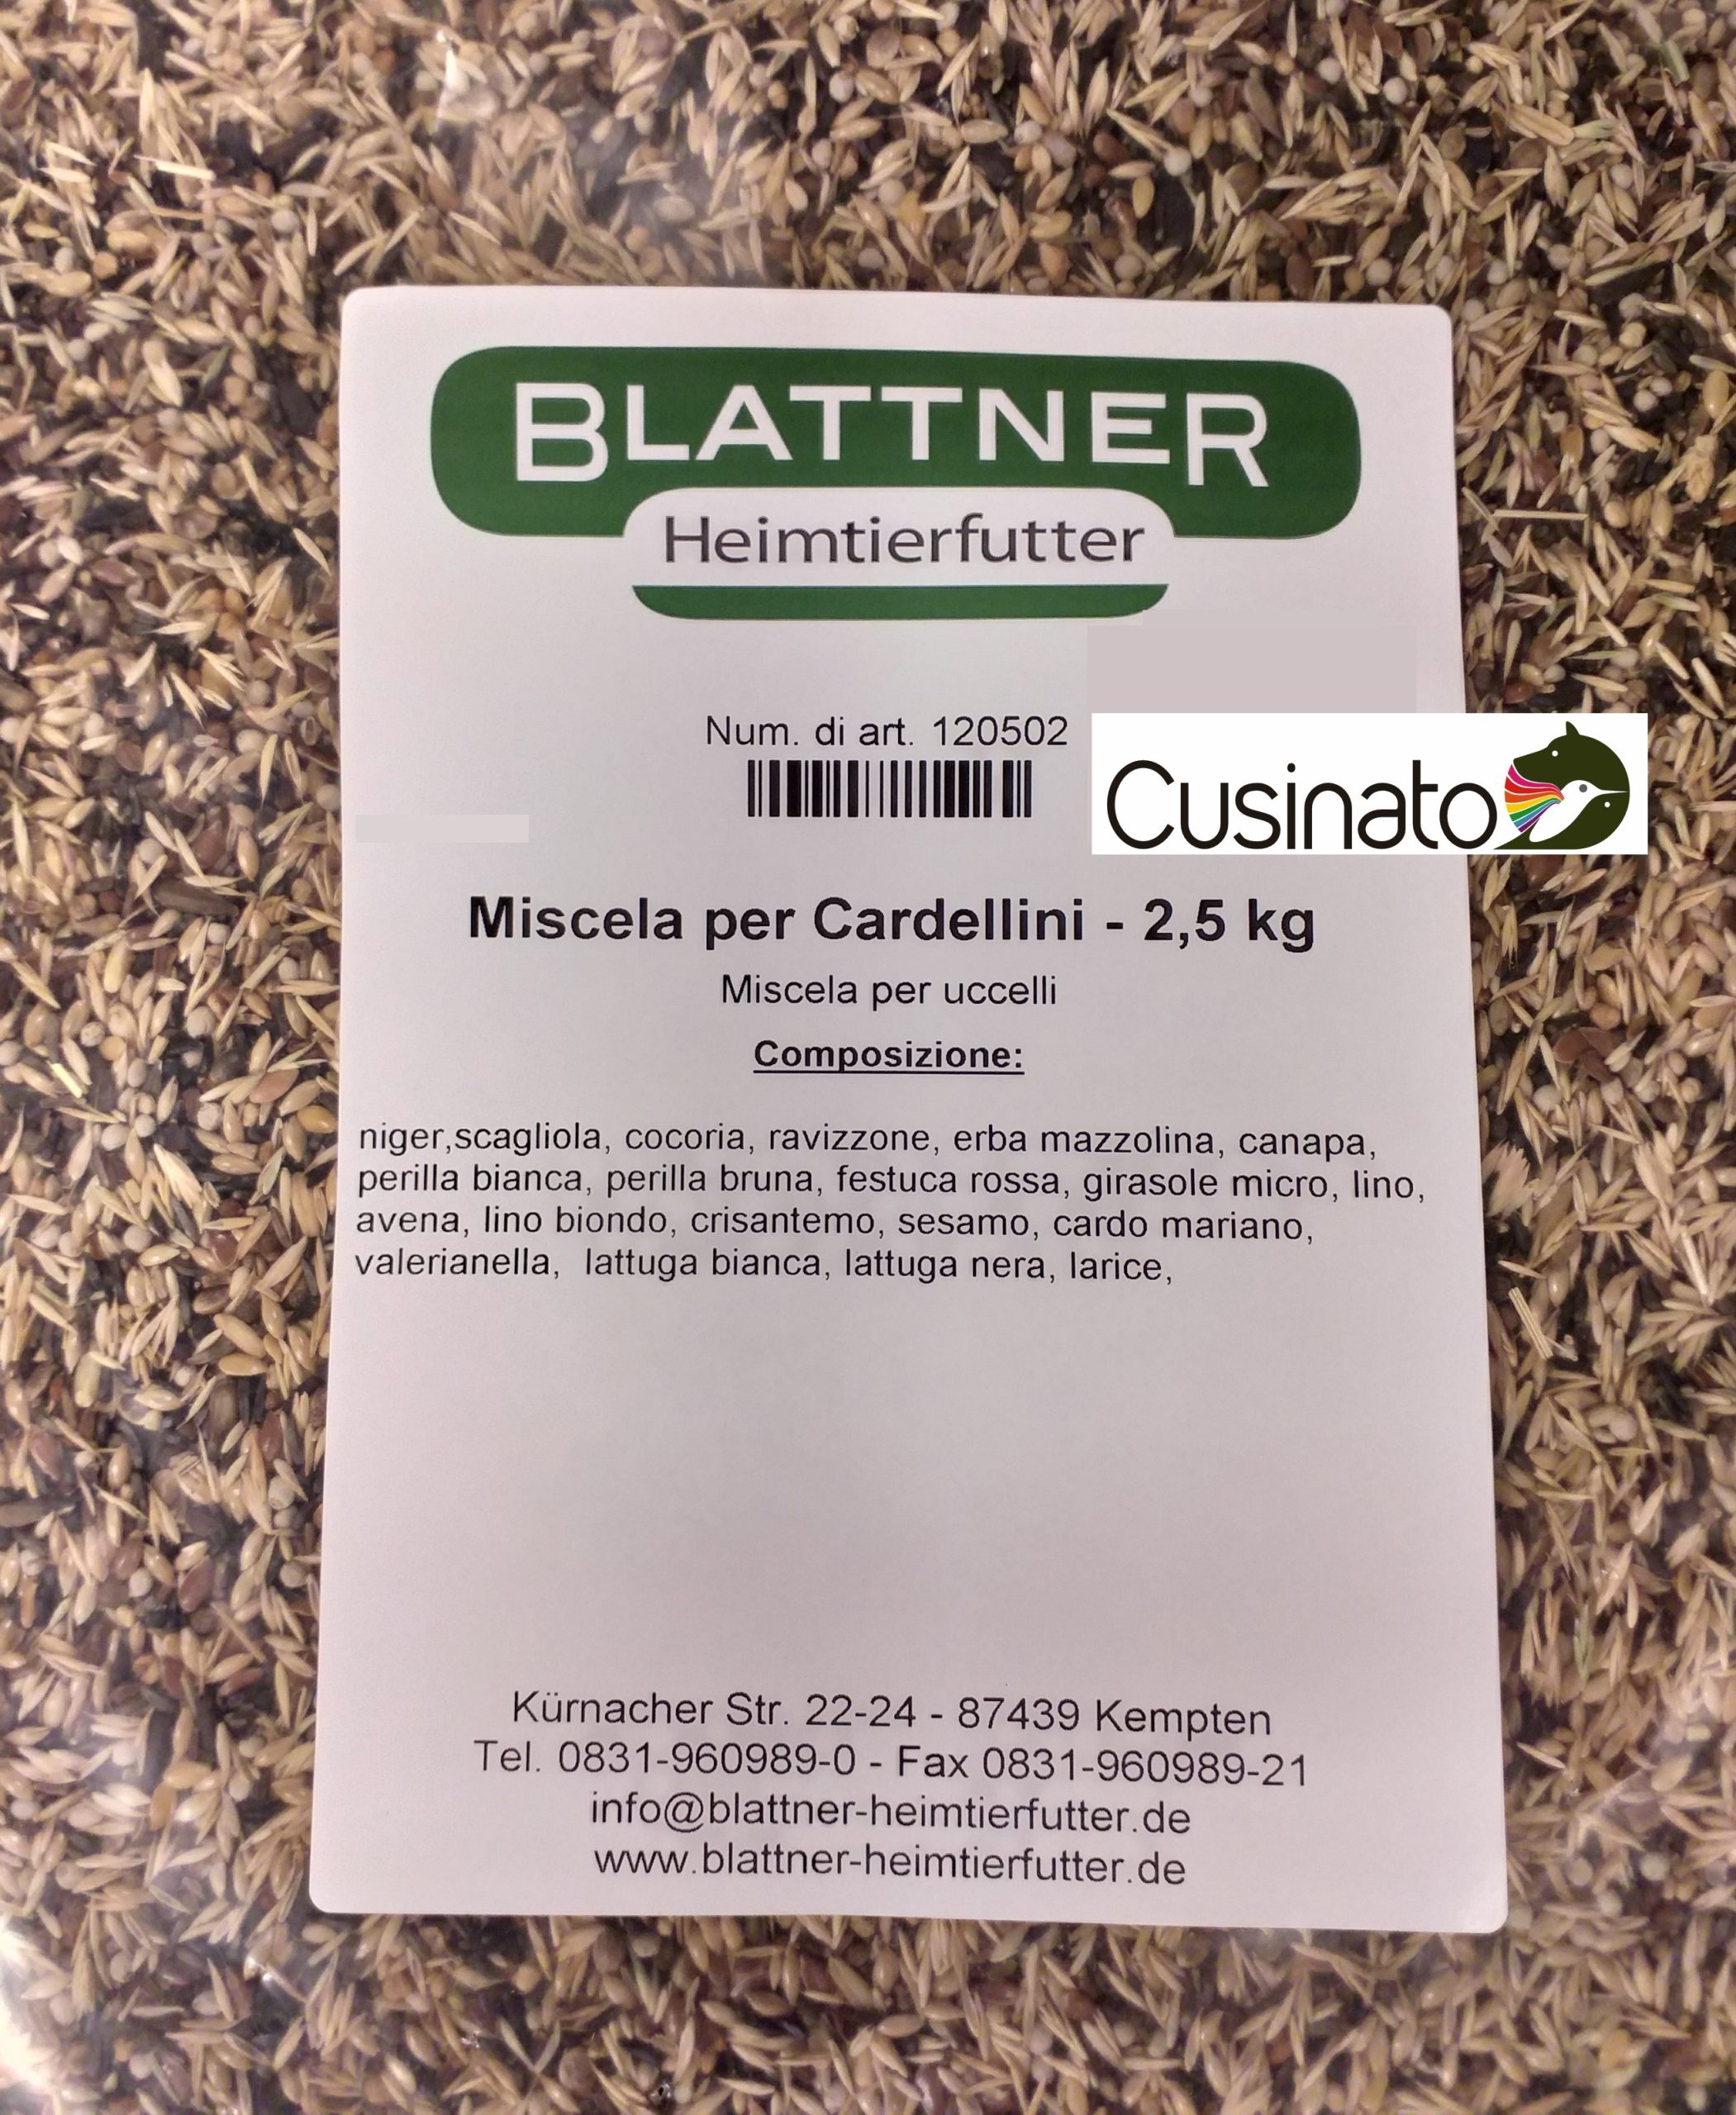 BLATTNER
Heimtierfutter
Num. di art. 120502
Cusinato
Miscela per Cardellini - 2,5 kg
Miscela per uccelli
Composizione:
niger,scagliola, cocoria, ravizzone, erba mazzolina, canapa,
perilla bianca, perilla bruna, festuca rossa, girasole micro, lino,
avena, lino biondo, crisantemo, sesamo, cardo mariano,
valerianella,  lattuga bianca, lattuga nera, larice,
Kürnacher Str. 22-24 - 87439 Kempten
Tel. 0831-960989-0 - Fax 0831-960989-21
info@blattner-heimtierfutter.de
www.blattner-heimtierfutter.de